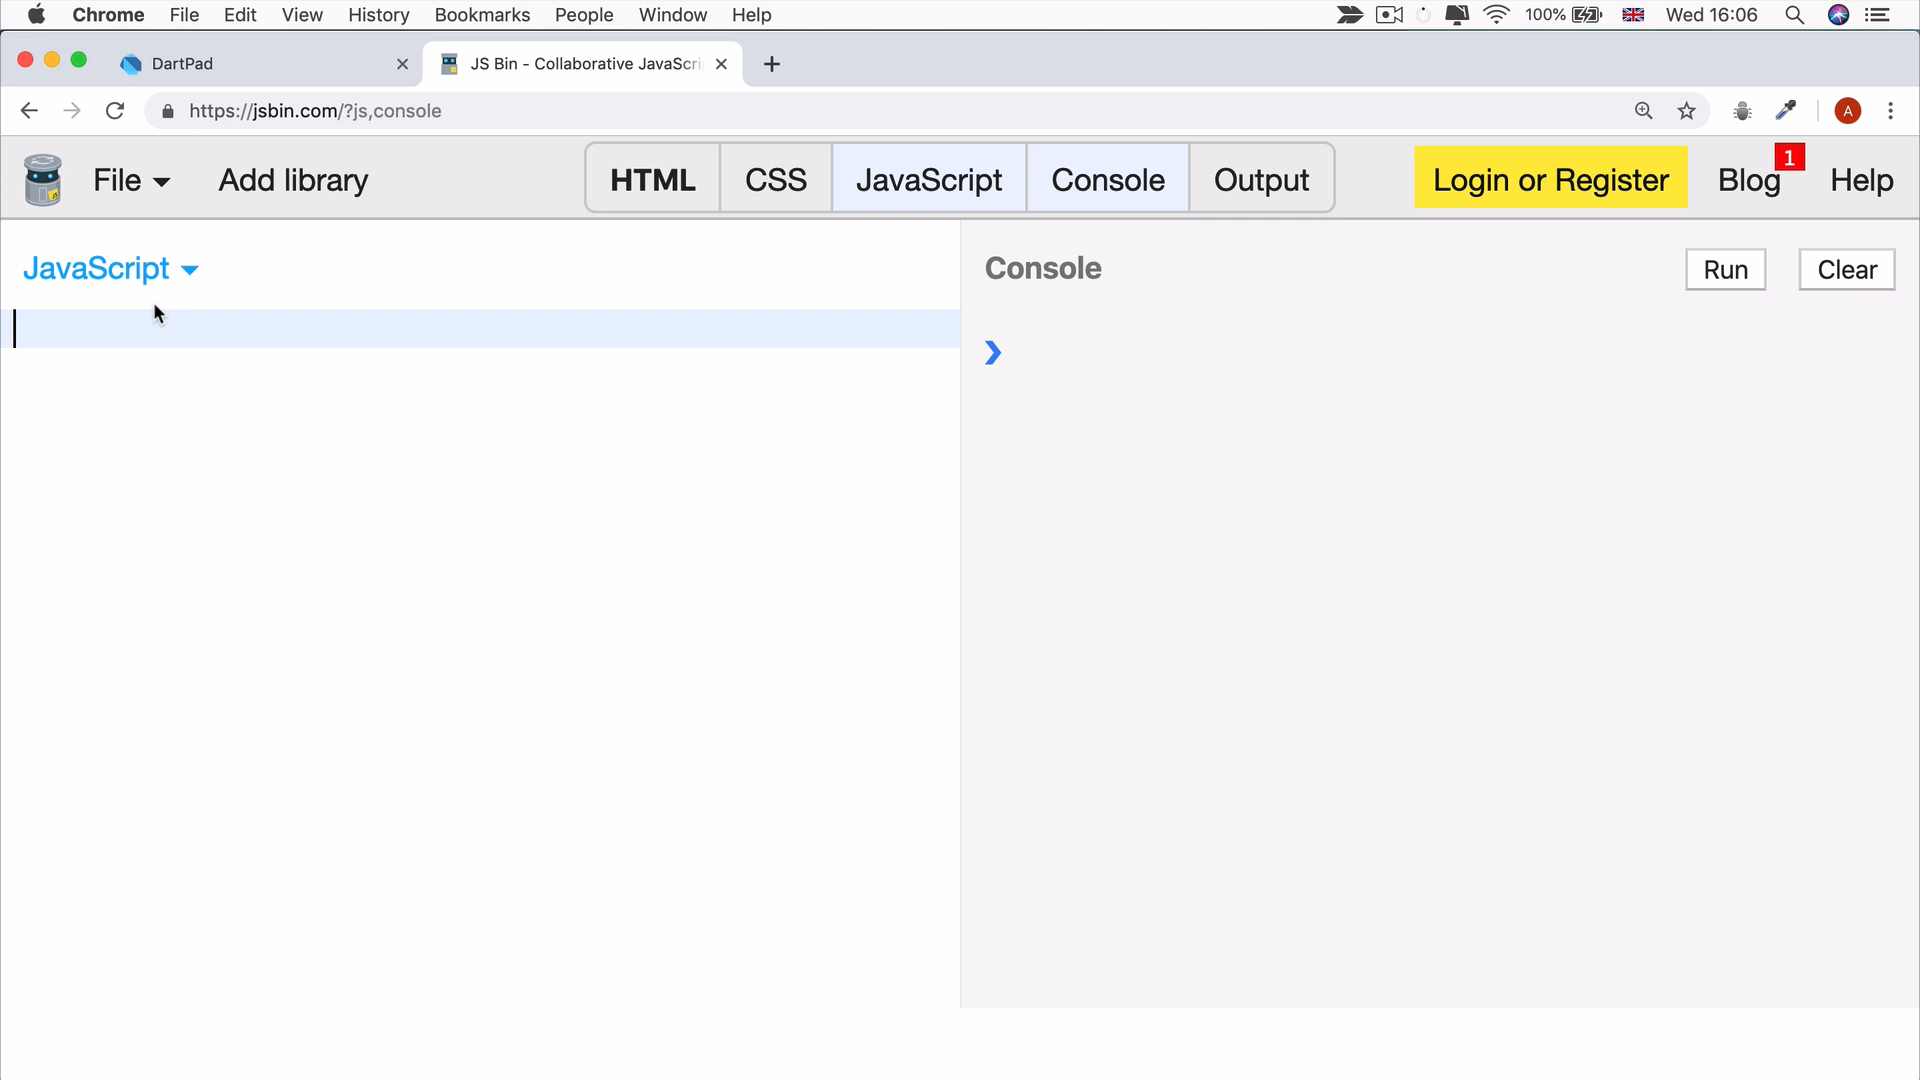 Chrome File Edit View History Bookmarks People Window Help 100% Wed 16:06
DartPad JS Bin - Collaborative JavaScri
https://jsbin.com/?js,console A
File Add library HTML CSS JavaScript Console Output Login or Register Blog 1 Help
JavaScript Console Run Clear